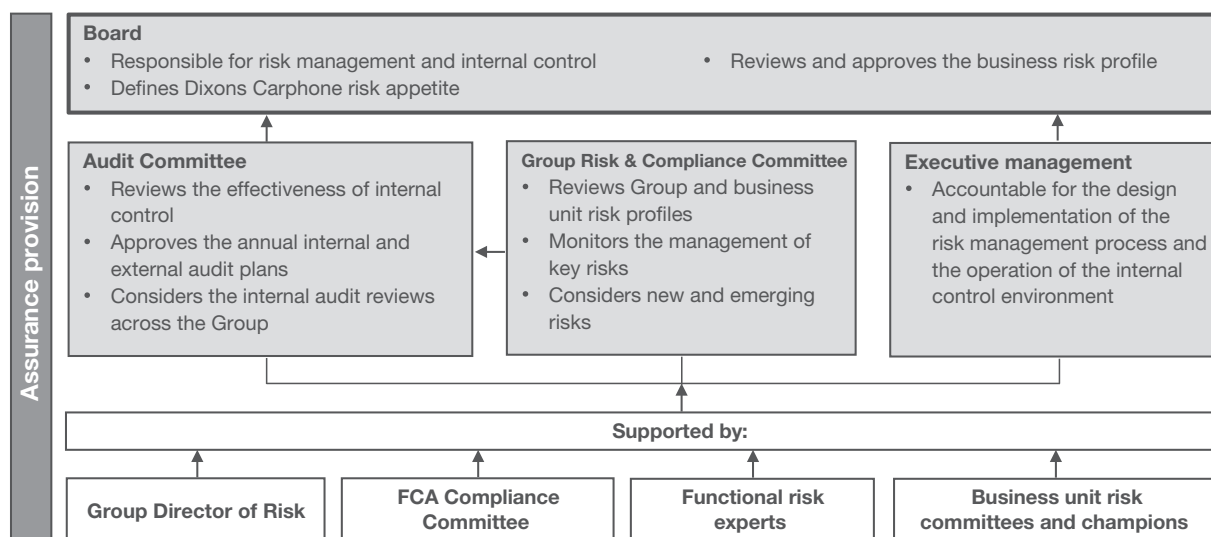 Assurance provision
Board
• Responsible for risk management and internal control
• Defines Dixons Carphone risk appetite
• Reviews and approves the business risk profile
Audit Committee
• Reviews the effectiveness of internal
control
• Approves the annual internal and
external audit plans
• Considers the internal audit reviews
across the Group
Group Risk & Compliance Committee
• Reviews Group and business
unit risk profiles
• Monitors the management of
key risks
• Considers new and emerging
risks
Executive management
• Accountable for the design
and implementation of the
risk management process and
the operation of the internal
control environment
Supported by:
Group Director of Risk
FCA Compliance
Committee
Functional risk
experts
Business unit risk
committees and champions